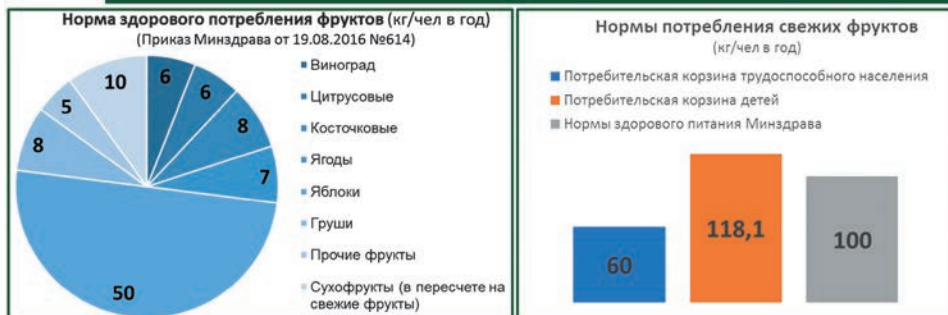 Норма здорового потребления фруктов (кг/чел в год)
(Приказ Минздрава от 19.08.2016 №614)
6
6
8
7
50
8
5
10
Виноград
Цитрусовые
Косточковые
Ягоды
Яблоки
Груши
Прочие фрукты
Сухофрукты (в пересчете на
свежие фрукты)
Нормы потребления свежих фруктов
(кг/чел в год)
Потребительская корзина трудоспособного населения
Потребительская корзина детей
Нормы здорового питания Минздрава
60
118,1
100